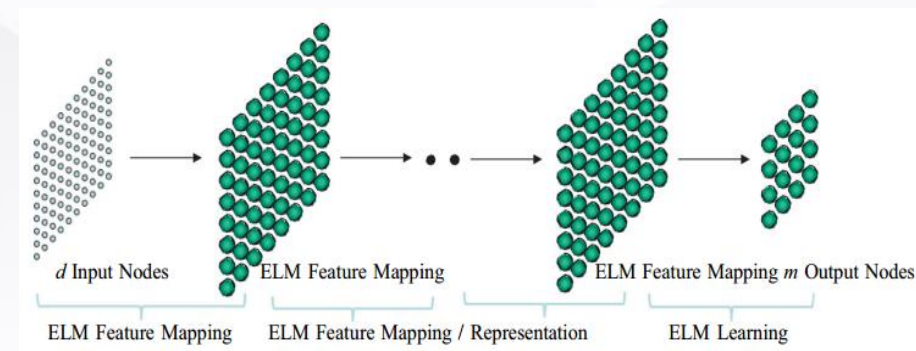 d Input Nodes ELM Feature Mapping ELM Feature Mapping m Output Nodes
ELM Feature Mapping ELM Feature Mapping / Representation ELM Learning